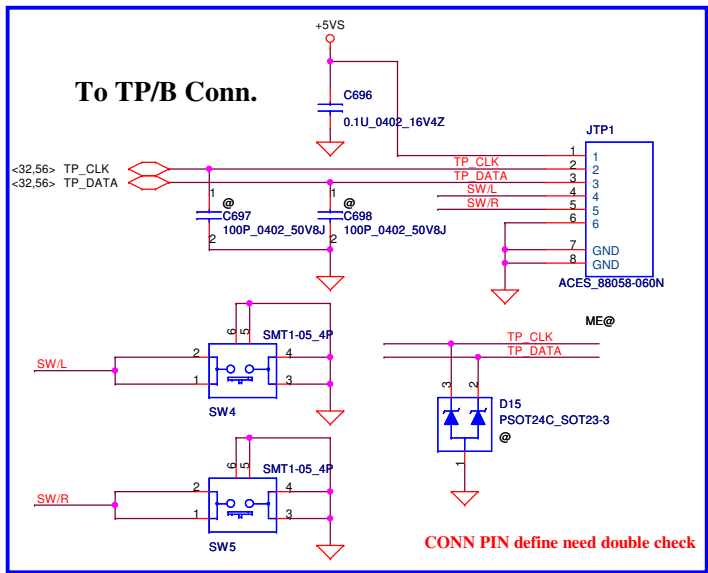 +5VS
To TP/B Conn.
C696
0.1U_0402_16V4Z
JTP1
1 1
<32,56> TP_CLK TP_CLK 2 2
<32,56> TP_DATA TP_DATA 3 3
SW/L 4 4
SW/R 5 5
6 6
1 @ 1 @
C697 C698
100P_0402_50V8J 100P_0402_50V8J
2 2
7 GND
8 GND
ACES_88058-060N
ME@
6 5 SMT1-05_4P
SW/L 2 4
1 3
SW4
TP_CLK
TP_DATA
3 2
D15
PSOT24C_SOT23-3
@
1
6 5 SMT1-05_4P
SW/R 2 4
1 3
SW5
CONN PIN define need double check